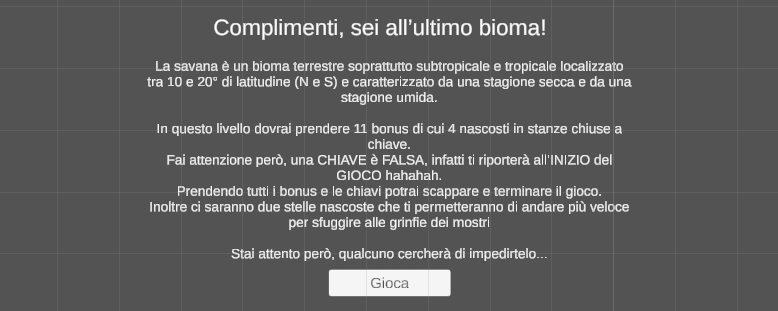 Complimenti, sei all’ultimo bioma!
La savana è un bioma terrestre soprattutto subtropicale e tropicale localizzato
tra 10 e 20° di latitudine (N e S) e caratterizzato da una stagione secca e da una
stagione umida.
In questo livello dovrai prendere 11 bonus di cui 4 nascosti in stanze chiuse a
chiave.
Fai attenzione però, una CHIAVE è FALSA, infatti ti riporterà all'INIZIO del
GIOCO hahahah.
Prendendo tutti i bonus e le chiavi potrai scappare e terminare il gioco.
Inoltre ci saranno due stelle nascoste che ti permetteranno di andare più veloce
per sfuggire alle grinfie dei mostri
Stai attento però, qualcuno cercherà di impedirtelo...
Gioca